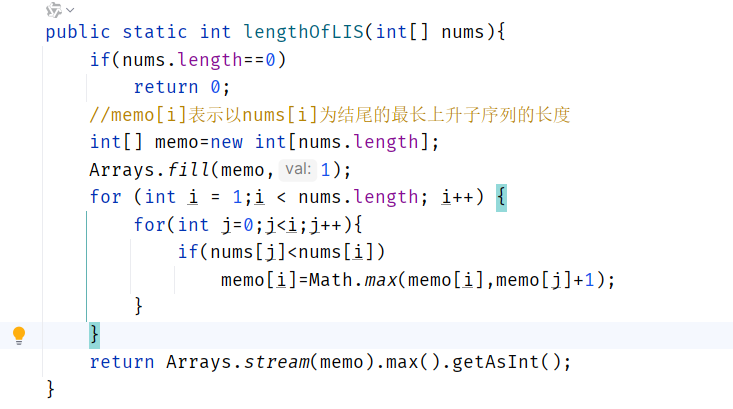 public static int lengthOfLIS(int[] nums){
if(nums.length==0)
return 0;
//memo[i]表示以nums[i]为结尾的最长上升子序列的长度
int[] memo=new int[nums.length];
Arrays.fill(memo, val: 1);
for (int i = 1;i < nums.length; i++) {
for(int j=0;j<i;j++){
if(nums[j]<nums[i])
memo[i]=Math.max(memo[i],memo[j]+1);
}
}
return Arrays.stream(memo).max().getAsInt();
}